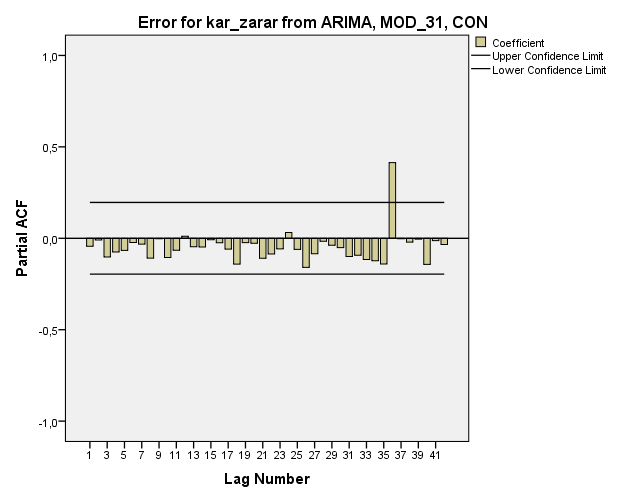 Error for kar_zarar from ARIMA, MOD_31, CON
Coefficient
Upper Confidence Limit
Lower Confidence Limit
Partial ACF
1,0
0,5
0,0
-0,5
-1,0
1 3 5 7 9 11 13 15 17 19 21 23 25 27 29 31 33 35 37 39 41
Lag Number